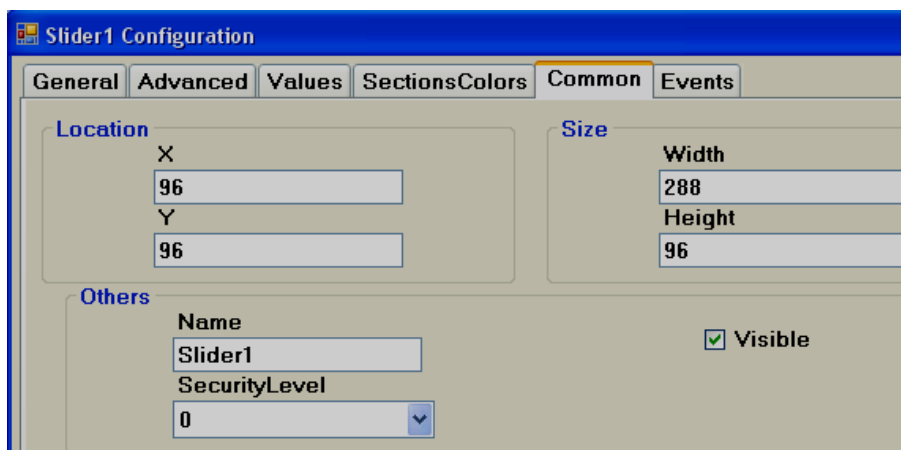 Slider1 Configuration
General Advanced Values SectionsColors Common Events
Location
X
96
Y
96
Size
Width
288
Height
96
Others
Name
Slider1
SecurityLevel
0
Visible